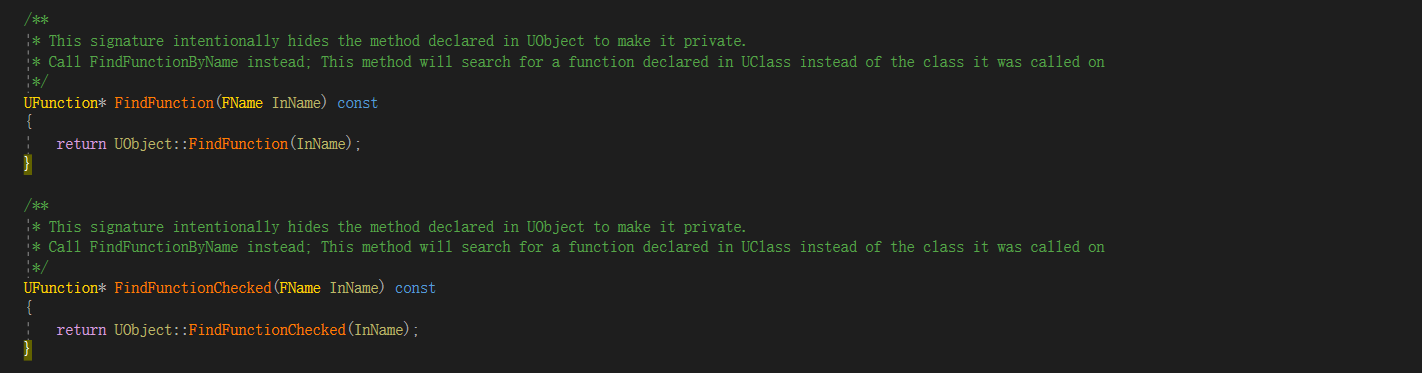 /**
* This signature intentionally hides the method declared in UObject to make it private.
* Call FindFunctionByName instead; This method will search for a function declared in UClass instead of the class it was called on
*/
UFunction* FindFunction(FName InName) const
{
return UObject::FindFunction(InName);
}
/**
* This signature intentionally hides the method declared in UObject to make it private.
* Call FindFunctionByName instead; This method will search for a function declared in UClass instead of the class it was called on
*/
UFunction* FindFunctionChecked(FName InName) const
{
return UObject::FindFunctionChecked(InName);
}